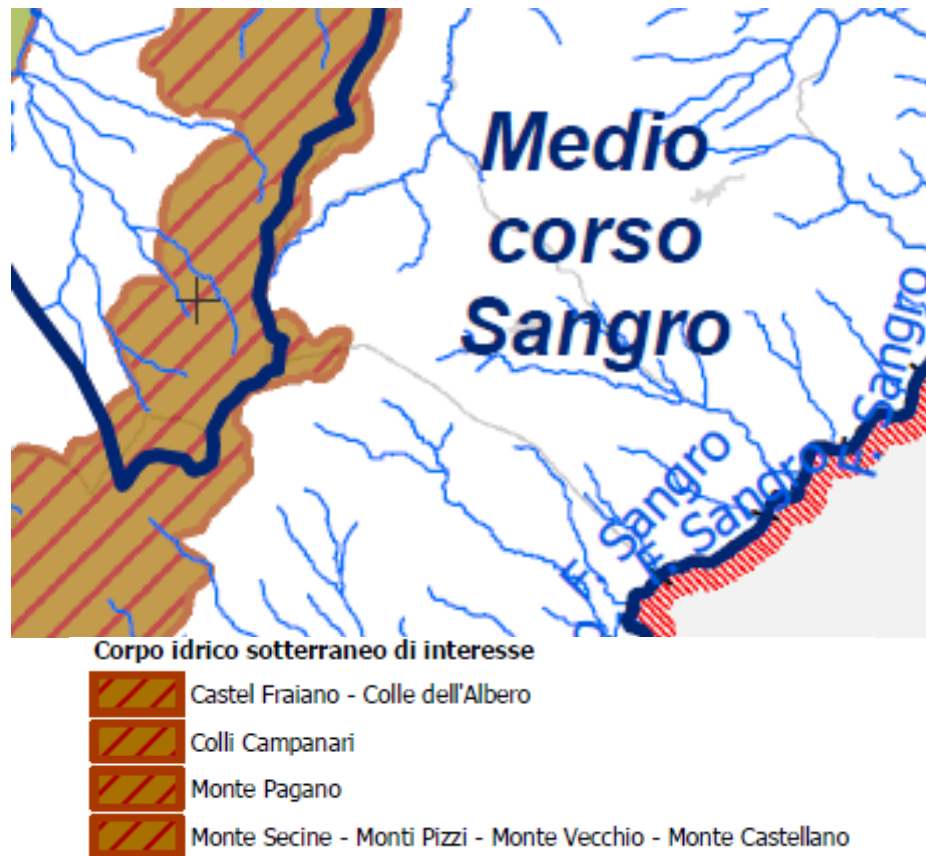 Medio
corso
Sangro
F. Sangro
F. Sangro
F. Sangro
Corpo idrico sotterraneo di interesse
Castel Fraiano - Colle dell'Albero
Colli Campanari
Monte Pagano
Monte Secine - Monti Pizzi - Monte Vecchio - Monte Castellano